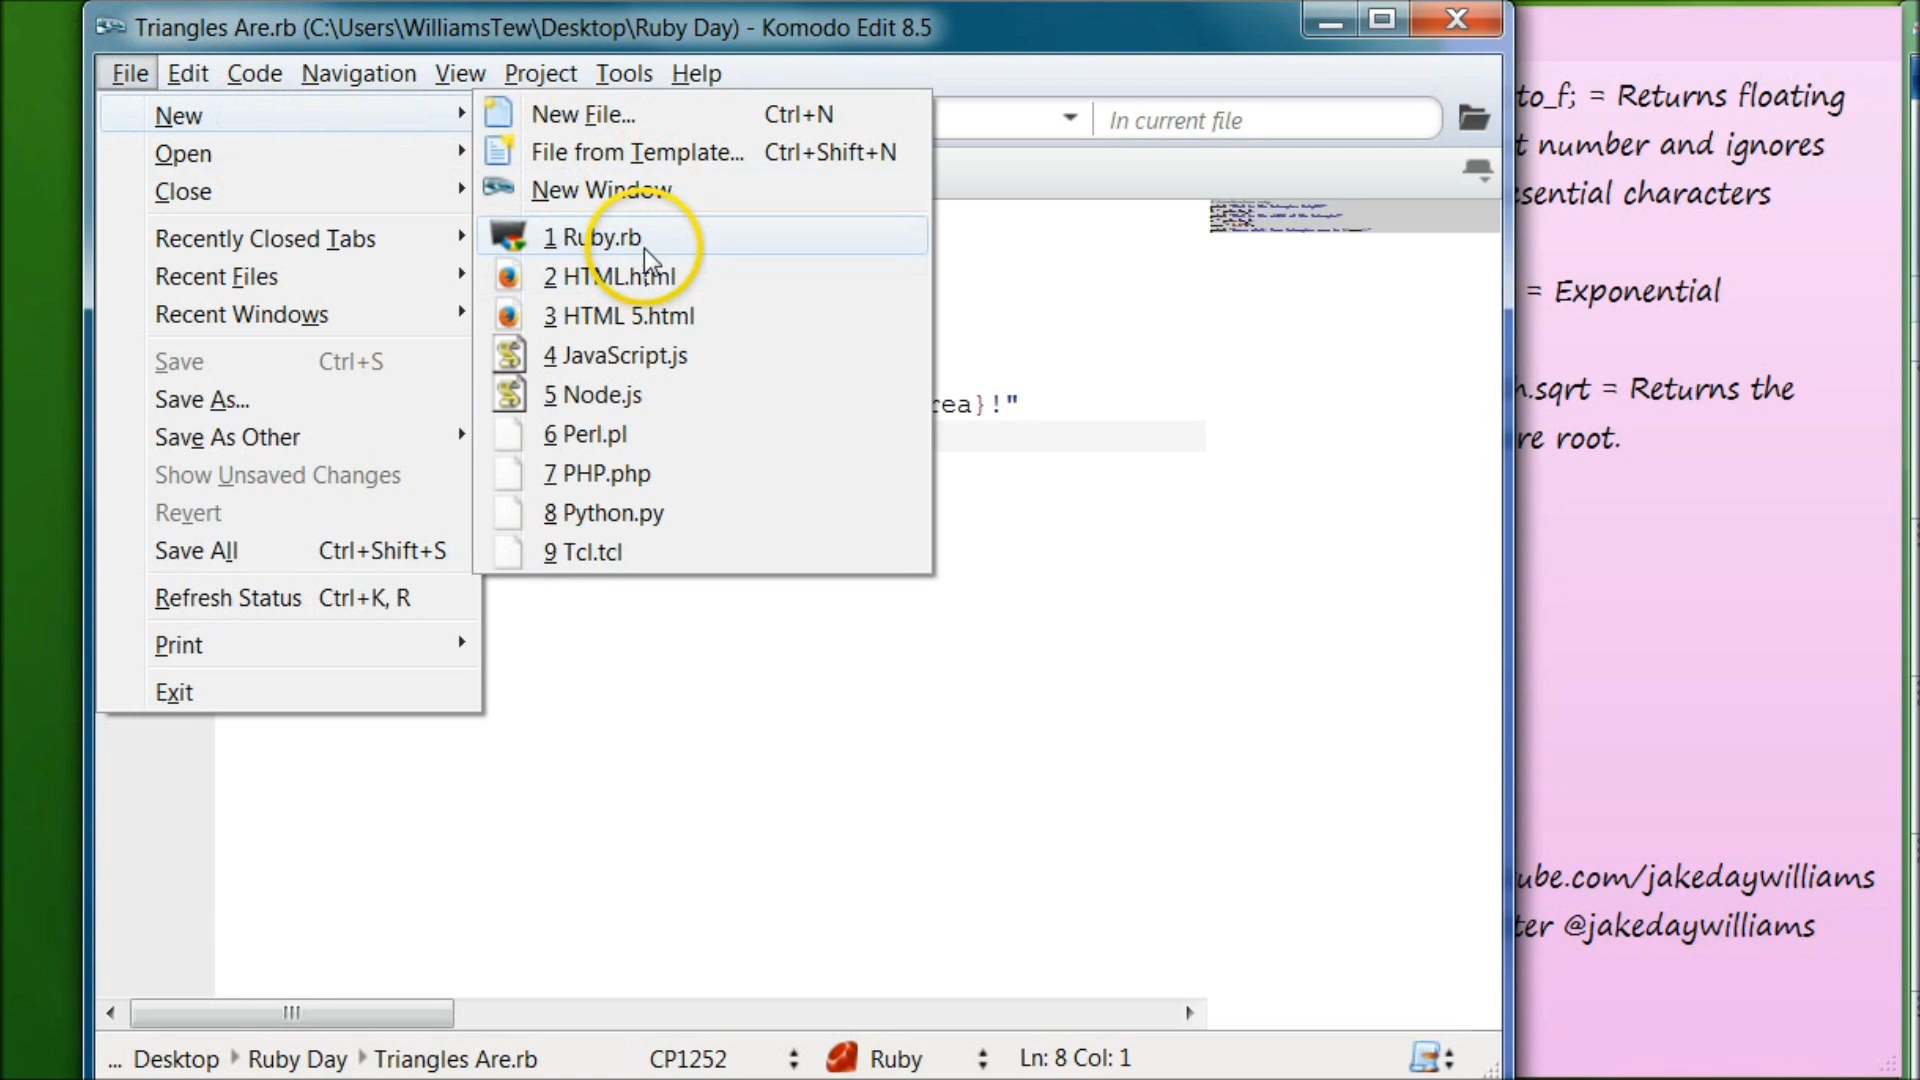 Triangles Are.rb (C:\Users\WilliamsTew\Desktop\Ruby Day) - Komodo Edit 8.5
File Edit Code Navigation View Project Tools Help
New
Open
Close
Recently Closed Tabs
Recent Files
Recent Windows
Save Ctrl+S
Save As...
Save As Other
Show Unsaved Changes
Revert
Save All Ctrl+Shift+S
Refresh Status Ctrl+K, R
Print
Exit
New File... Ctrl+N
File from Template... Ctrl+Shift+N
New Window
1 Ruby.rb
2 HTML.html
3 HTML 5.html
4 JavaScript.js
5 Node.js
6 Perl.pl
7 PHP.php
8 Python.py
9 Tcl.tcl
In current file
rea}!"
to_f; = Returns floating
t number and ignores
sential characters
= Exponential
h.sqrt = Returns the
re root.
ube.com/jakedaywilliams
ter @jakedaywilliams
... Desktop Ruby Day Triangles Are.rb CP1252 Ruby Ln: 8 Col: 1